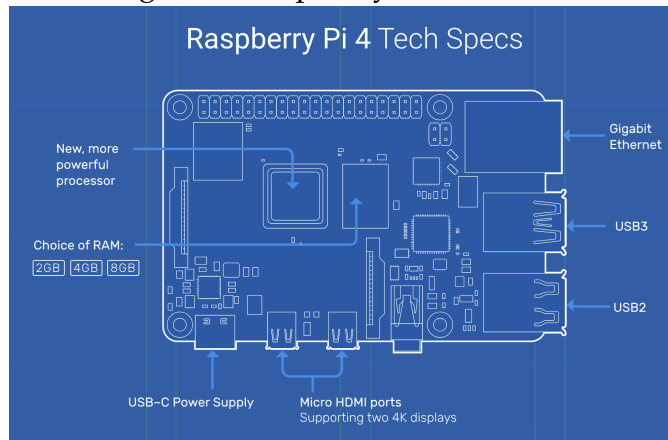 Raspberry Pi 4 Tech Specs
New, more
powerful
processor
Gigabit
Ethernet
USB3
Choice of RAM:
2GB 4GB 8GB
USB2
USB-C Power Supply
Micro HDMI ports
Supporting two 4K displays